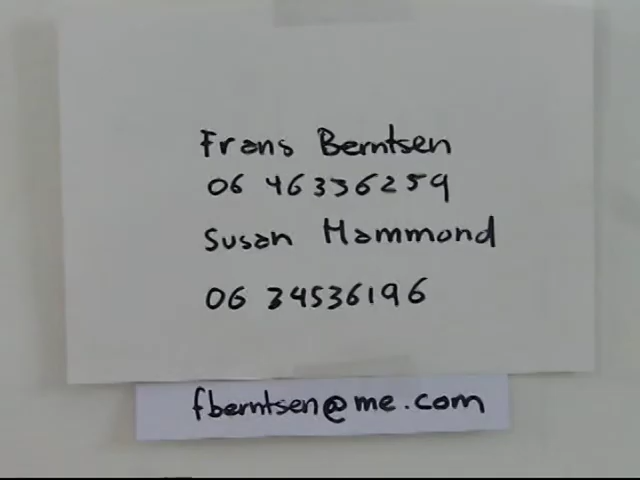 Frans Berntsen
06 46336259
Susan Hammond
06 34536196
fberntsen@me.com